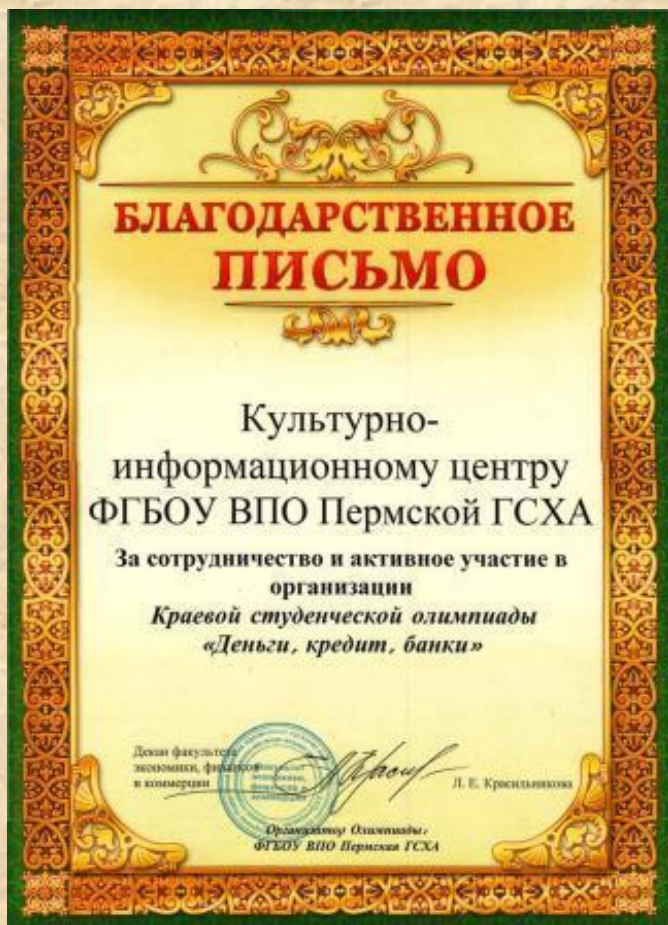 БЛАГОДАРСТВЕННОЕ
ПИСЬМО
Культурно-
информационному центру
ФГБОУ ВПО Пермской ГСХА
За сотрудничество и активное участие в
организации
Краевой студенческой олимпиады
«Деньги, кредит, банки»
Декан факультета
экономики, финансов
и коммерции
Л. Е. Красильникова
Организатор Олимпиады:
ФГБОУ ВПО Пермская ГСХА